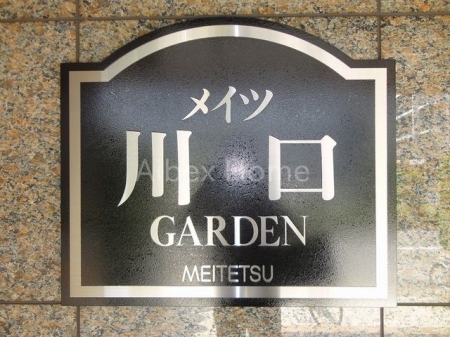 メイツ
川口
Albex Home
GARDEN
MEITETSU